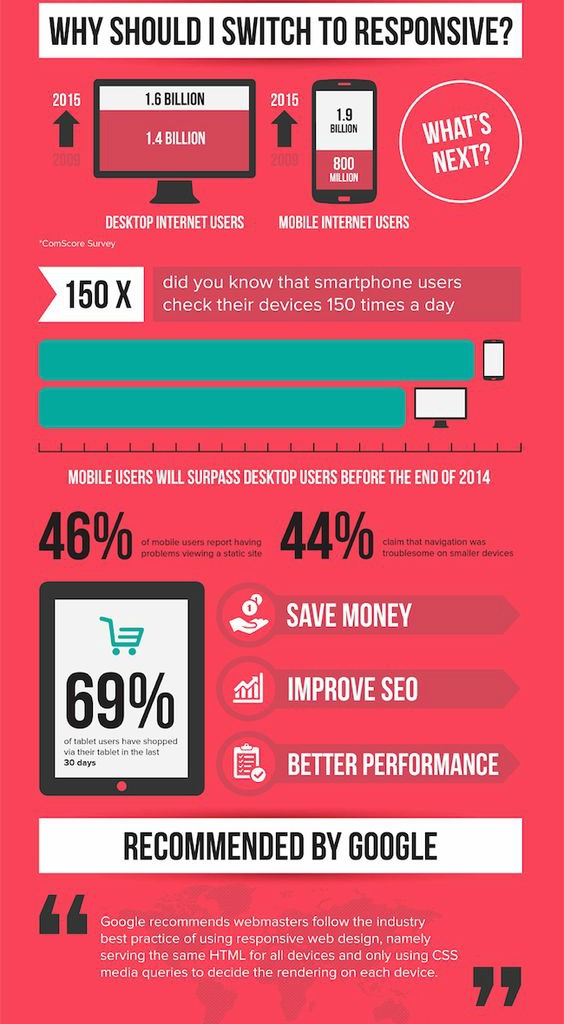 WHY SHOULD I SWITCH TO RESPONSIVE?
2015
2009
1.6 BILLION
1.4 BILLION
DESKTOP INTERNET USERS
2015
2009
1.9
BILLION
800
MILLION
MOBILE INTERNET USERS
WHAT'S
NEXT?
*ComScore Survey
150 X
did you know that smartphone users
check their devices 150 times a day
MOBILE USERS WILL SURPASS DESKTOP USERS BEFORE THE END OF 2014
46%
of mobile users report having
problems viewing a static site
44%
claim that navigation was
troublesome on smaller devices
69%
of tablet users have shopped
via their tablet in the last
30 days
1
1
SAVE MONEY
IMPROVE SEO
BETTER PERFORMANCE
RECOMMENDED BY GOOGLE
“
Google recommends webmasters follow the industry
best practice of using responsive web design, namely
serving the same HTML for all devices and only using CSS
media queries to decide the rendering on each device.
”